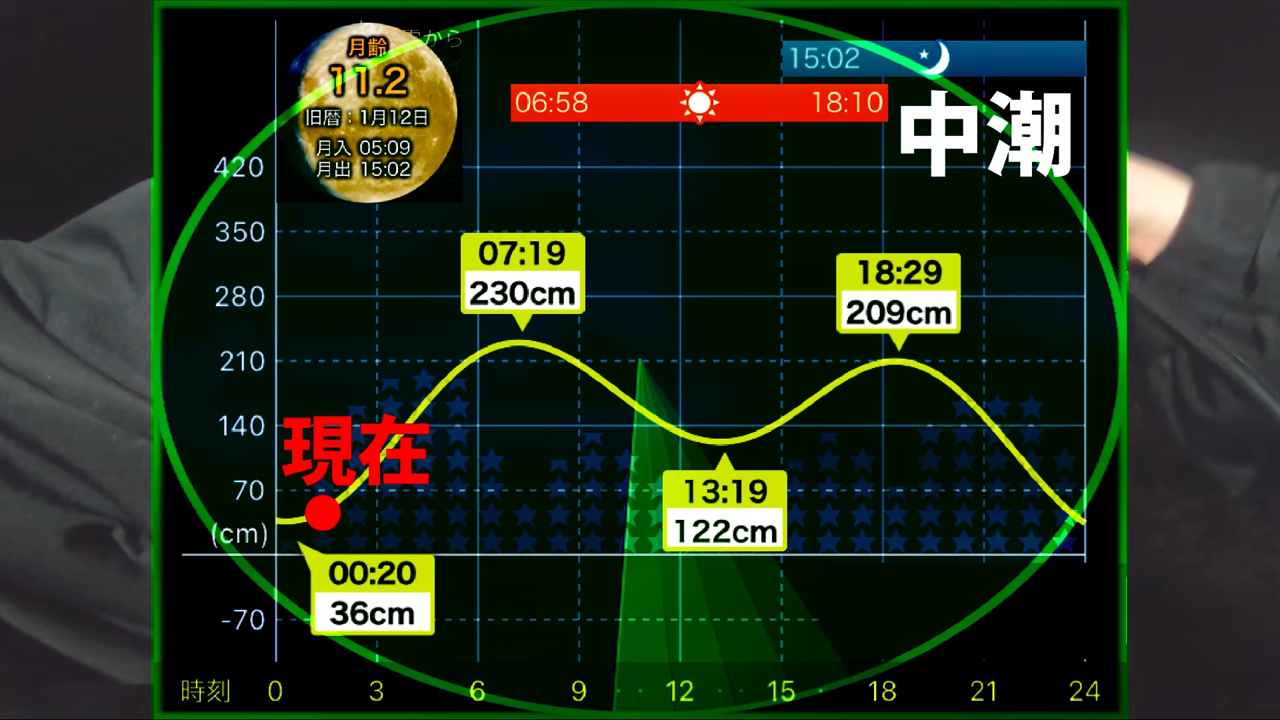 月齢
11.2
旧暦：1月12日
月入 05:09
月出 15:02
から
15:02
06:58 18:10
中潮
420
350
280
210
140
70
(cm)
-70
07:19
230cm
18:29
209cm
現在
13:19
122cm
00:20
36cm
時刻 0 3 6 9 12 15 18 21 24